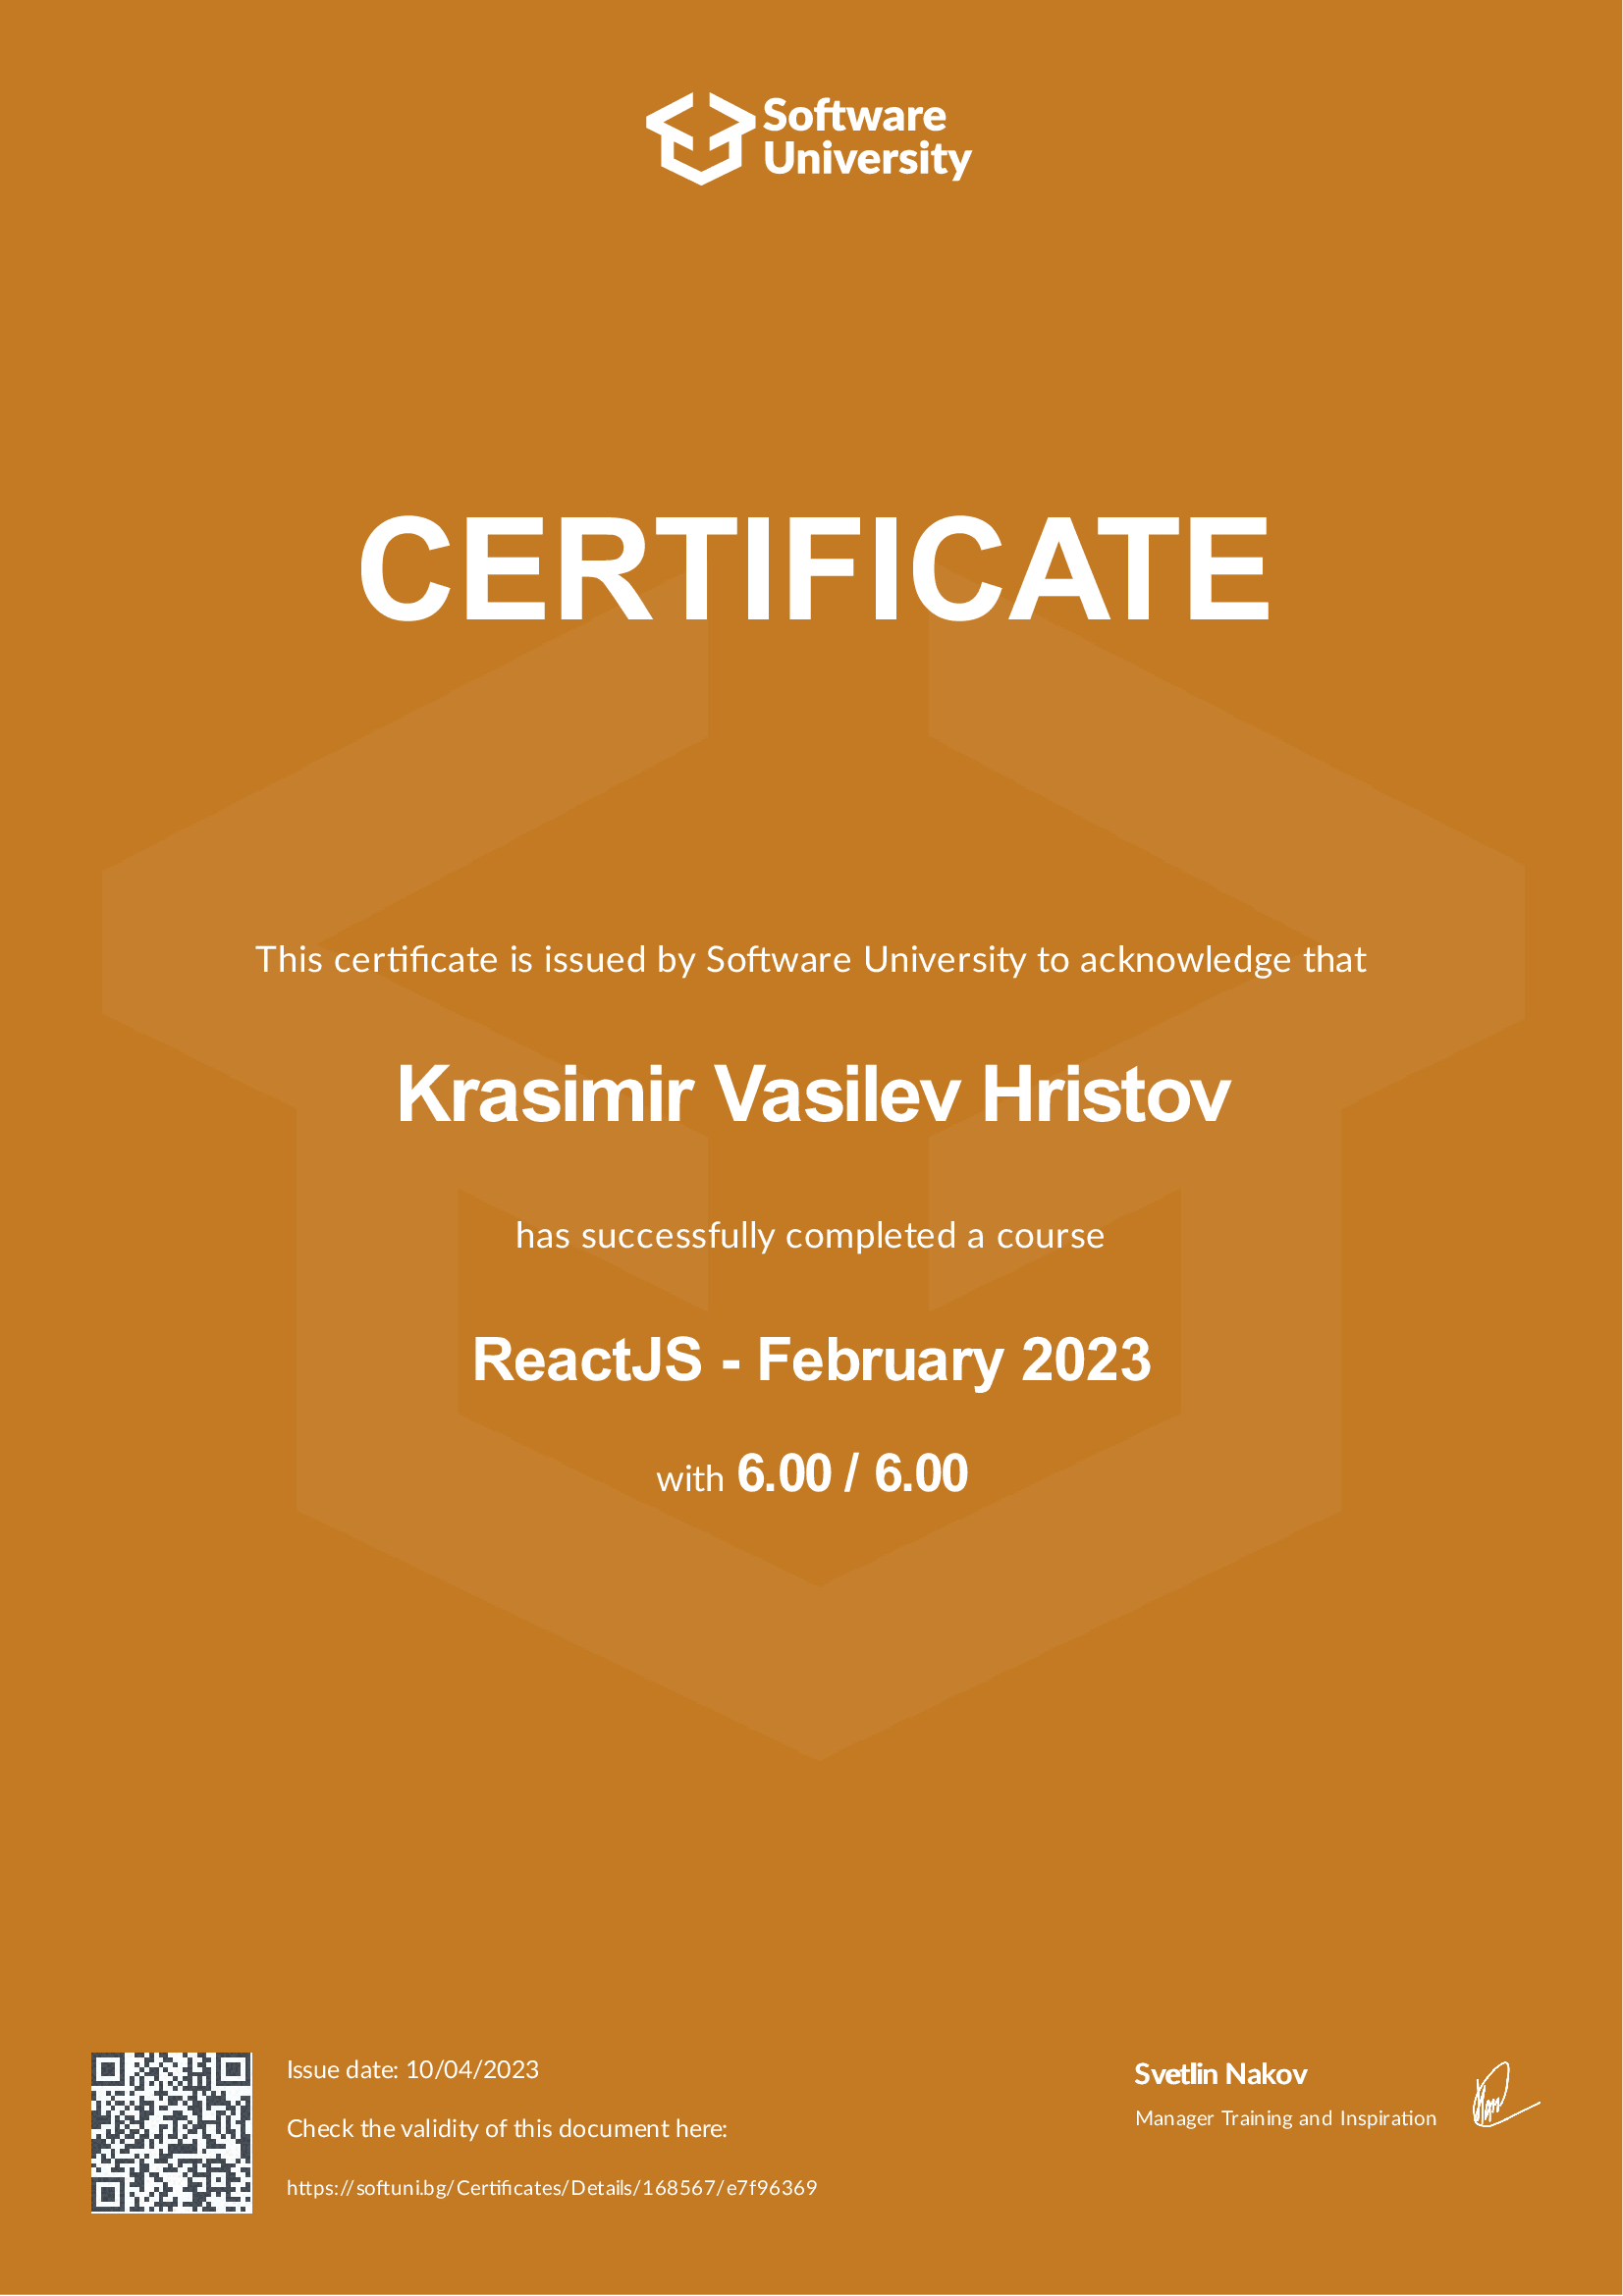 Software
University
CERTIFICATE
This certificate is issued by Software University to acknowledge that
Krasimir Vasilev Hristov
has successfully completed a course
ReactJS - February 2023
with 6.00 / 6.00
Issue date: 10/04/2023
Check the validity of this document here:
https://softuni.bg/Certificates/Details/168567/e7f96369
Svetlin Nakov
Manager Training and Inspiration